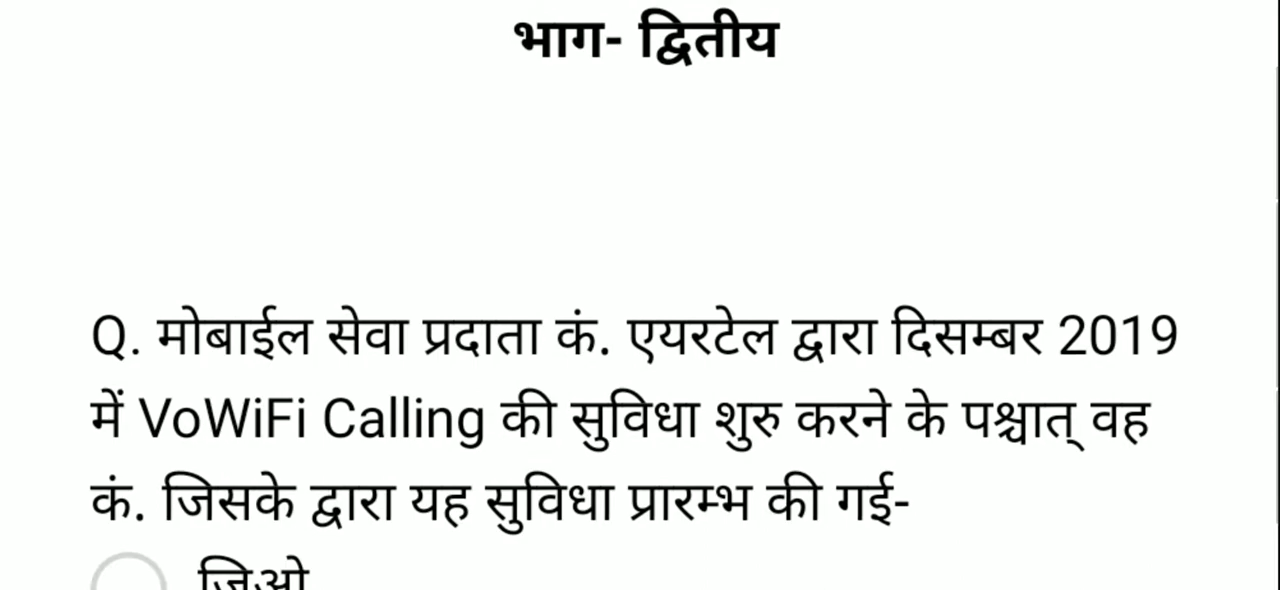 भाग- द्वितीय
Q. मोबाईल सेवा प्रदाता कं. एयरटेल द्वारा दिसम्बर 2019
में VoWiFi Calling की सुविधा शुरु करने के पश्चात् वह
कं. जिसके द्वारा यह सुविधा प्रारम्भ की गई-
जिओ